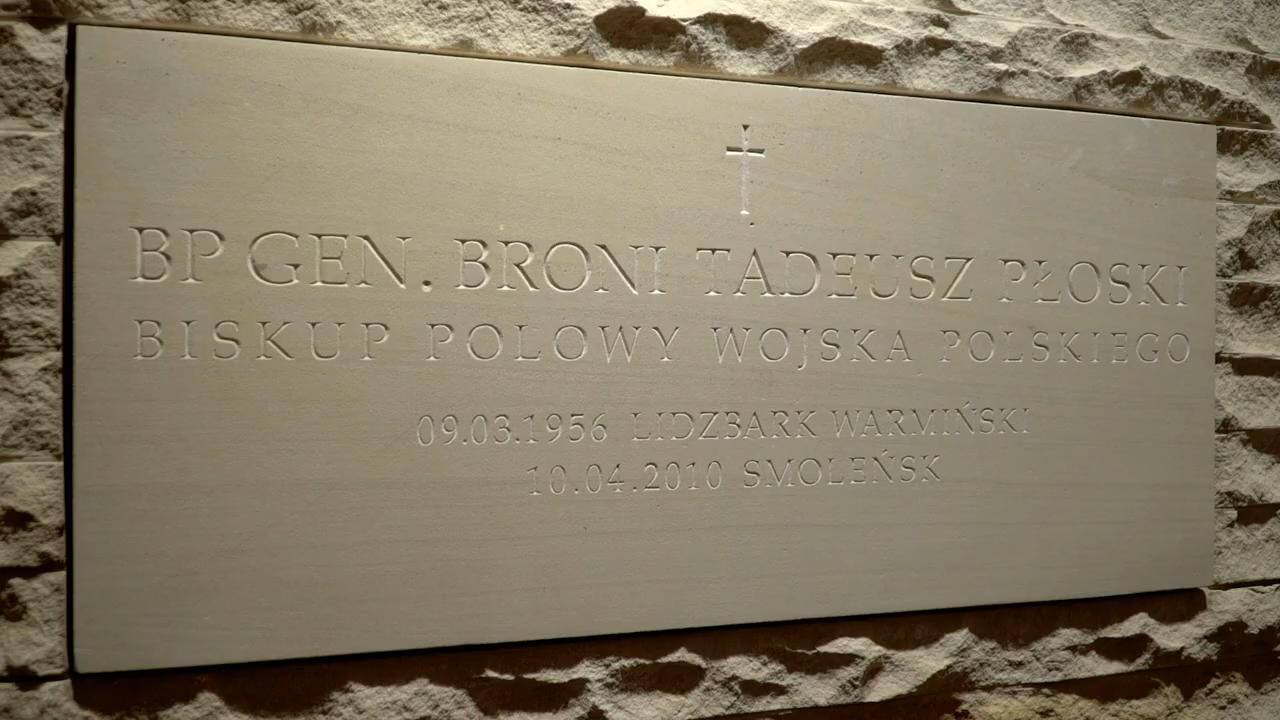 BP GEN. BRONI TADEUSZ PŁOSKI
BISKUP POLOWY WOJSKA POLSKIEGO
09.03.1956 LIDZBARK WARMIŃSKI
10.04.2010 SMOLEŃSK